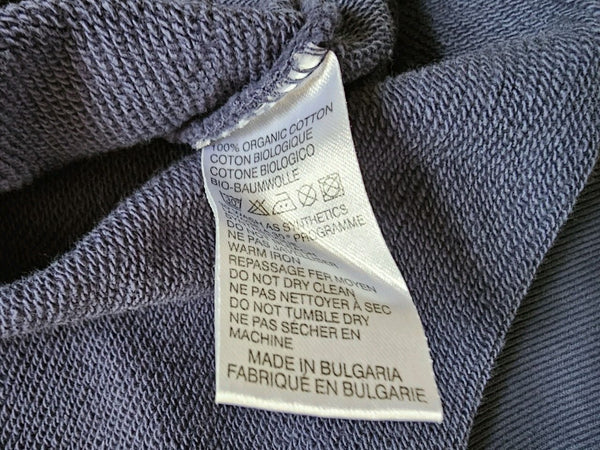 100% ORGANIC COTTON
COTON BIOLOGIQUE
COTONE BIOLOGICO
BIO-BAUMWOLLE
WASH AS SYNTHETICS
PROGRAMME
NE PAS
WARM IRON
REPASSAGE FER MOYEN
DO NOT DRY CLEAN
NE PAS NETTOYER À SEC
DO NOT TUMBLE DRY
NE PAS SÉCHER EN
MACHINE
MADE IN BULGARIA
FABRIQUÉ EN BULGARIE